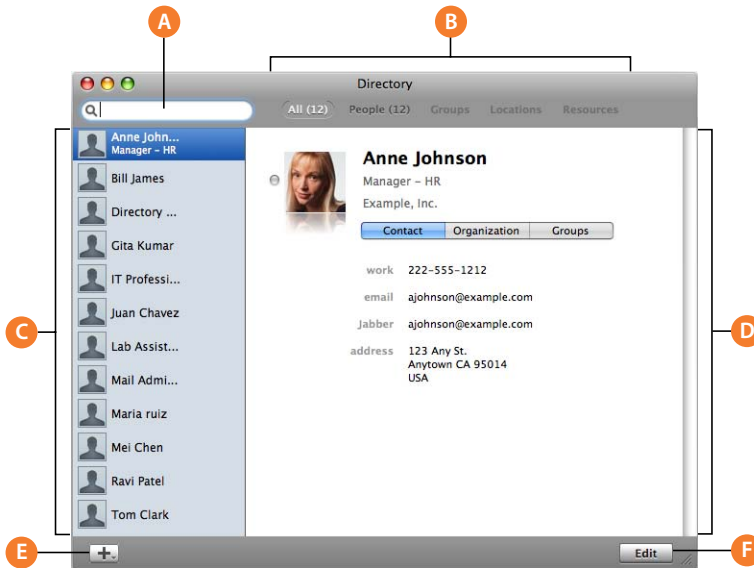 A
B
Directory
All (12) People (12) Groups Locations Resources
C
Anne John...
Manager – HR
Bill James
Directory ...
Gita Kumar
IT Professi...
Juan Chavez
Lab Assist...
Mail Admi...
Maria ruiz
Mei Chen
Ravi Patel
Tom Clark
Anne Johnson
Manager – HR
Example, Inc.
Contact Organization Groups
work 222-555-1212
email ajohnson@example.com
Jabber ajohnson@example.com
address 123 Any St.
Anytown CA 95014
USA
D
E
+
Edit
F